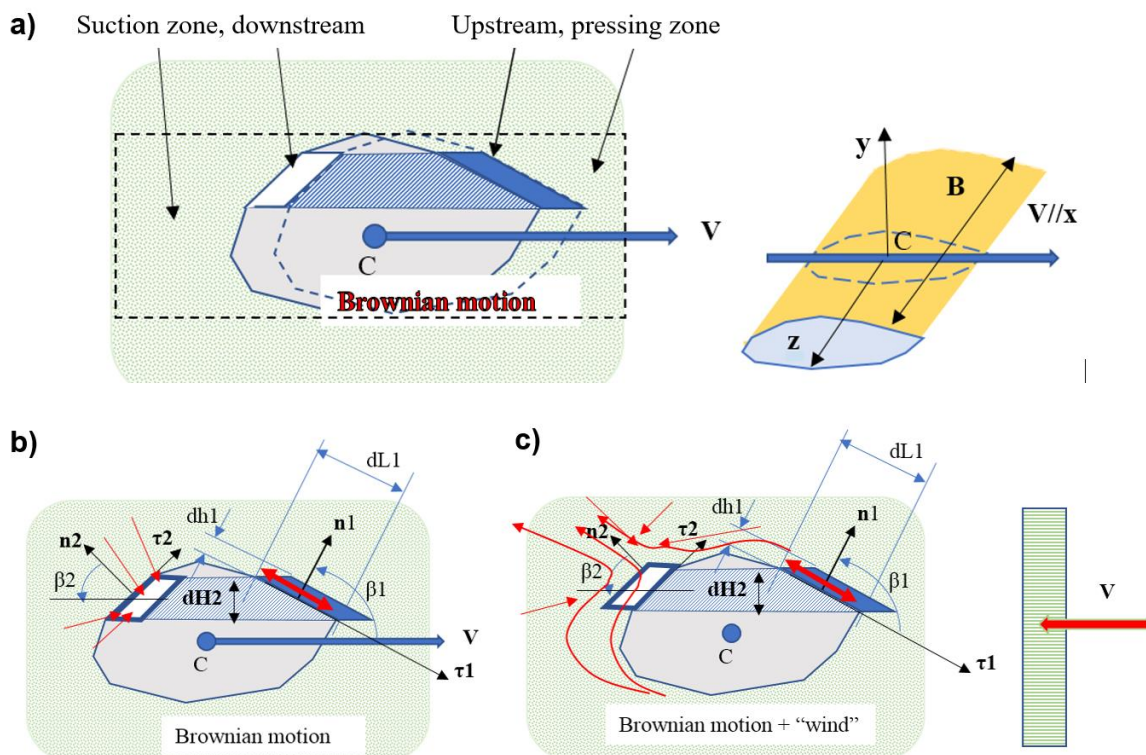 a)
Suction zone, downstream
Upstream, pressing zone
V
C
Brownian motion
y
B
V//x
C
z
b)
dL1
dh1
n1
n2
τ2
β2
β1
dH2
V
C
τ1
Brownian motion
c)
dL1
dh1
n1
n2
τ2
β2
β1
dH2
V
C
τ1
Brownian motion + “wind”